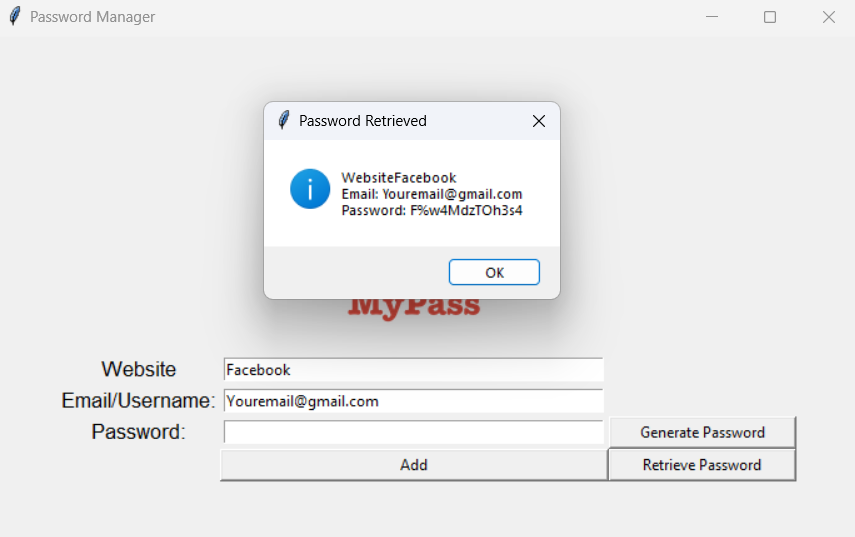 Password Manager
Password Retrieved
WebsiteFacebook
Email: Youremail@gmail.com
Password: F%w4MdzTOh3s4
OK
MyPass
Website
Facebook
Email/Username:
Youremail@gmail.com
Password:
Generate Password
Add
Retrieve Password